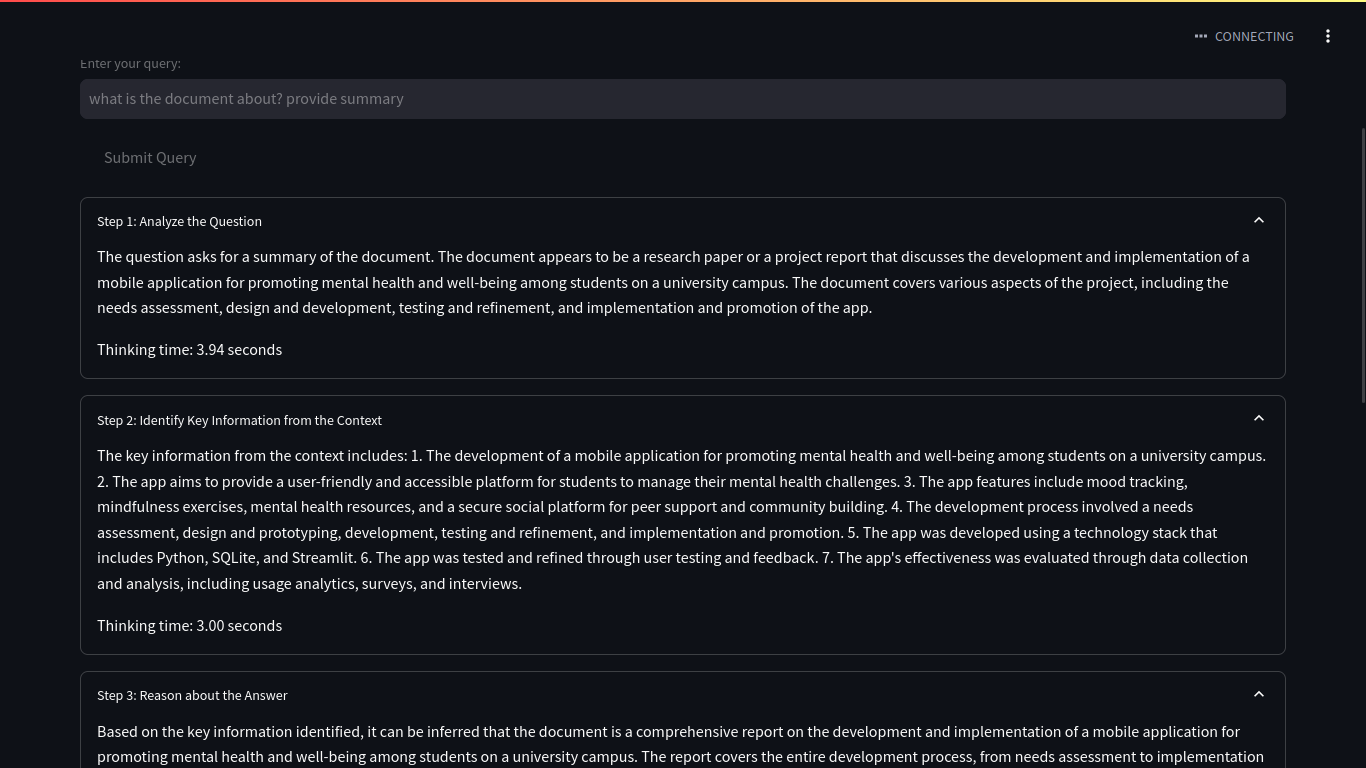 CONNECTING
Enter your query:
what is the document about? provide summary
Submit Query
Step 1: Analyze the Question
The question asks for a summary of the document. The document appears to be a research paper or a project report that discusses the development and implementation of a
mobile application for promoting mental health and well-being among students on a university campus. The document covers various aspects of the project, including the
needs assessment, design and development, testing and refinement, and implementation and promotion of the app.
Thinking time: 3.94 seconds
Step 2: Identify Key Information from the Context
The key information from the context includes: 1. The development of a mobile application for promoting mental health and well-being among students on a university campus.
2. The app aims to provide a user-friendly and accessible platform for students to manage their mental health challenges. 3. The app features include mood tracking,
mindfulness exercises, mental health resources, and a secure social platform for peer support and community building. 4. The development process involved a needs
assessment, design and prototyping, development, testing and refinement, and implementation and promotion. 5. The app was developed using a technology stack that
includes Python, SQLite, and Streamlit. 6. The app was tested and refined through user testing and feedback. 7. The app's effectiveness was evaluated through data collection
and analysis, including usage analytics, surveys, and interviews.
Thinking time: 3.00 seconds
Step 3: Reason about the Answer
Based on the key information identified, it can be inferred that the document is a comprehensive report on the development and implementation of a mobile application for
promoting mental health and well-being among students on a university campus. The report covers the entire development process, from needs assessment to implementation